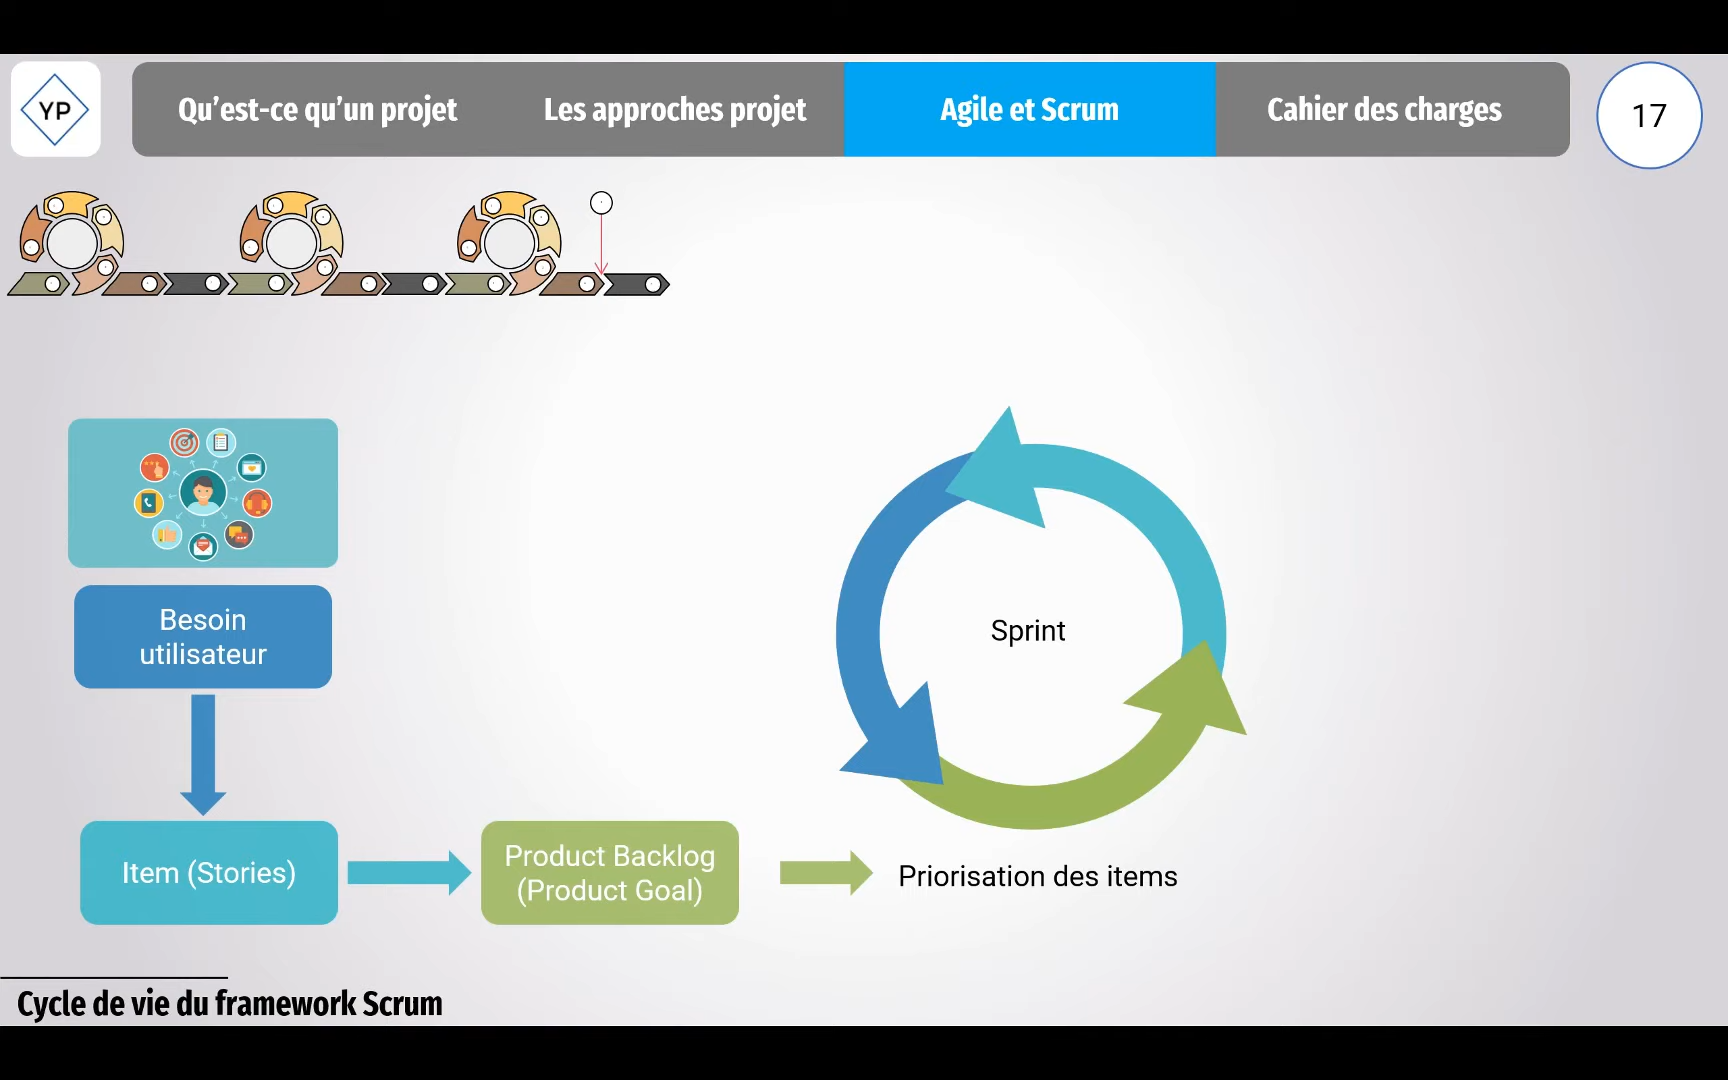 YP
Qu’est-ce qu’un projet
Les approches projet
Agile et Scrum
Cahier des charges
17
Besoin
utilisateur
Sprint
Item (Stories)
Product Backlog
(Product Goal)
Priorisation des items
Cycle de vie du framework Scrum